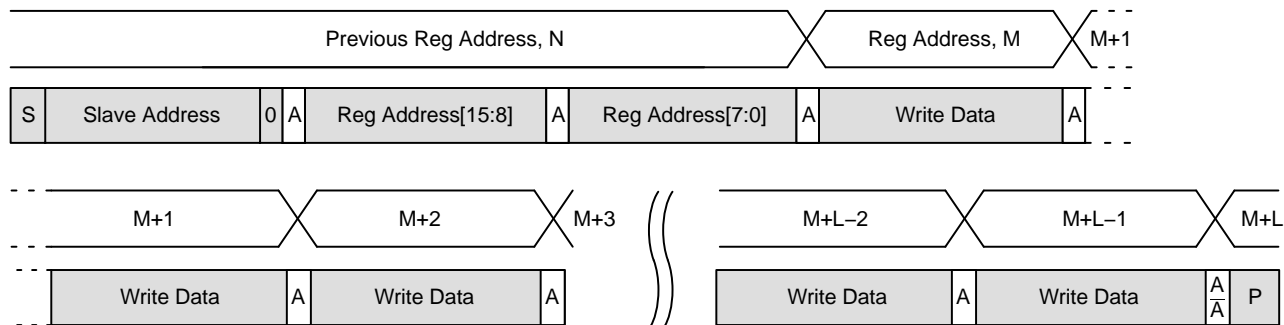 Previous Reg Address, N Reg Address, M M+1
S Slave Address 0 A Reg Address[15:8] A Reg Address[7:0] A Write Data A
M+1 M+2 M+3 M+L−2 M+L−1 M+L
Write Data A Write Data A Write Data A Write Data A/A̅ P